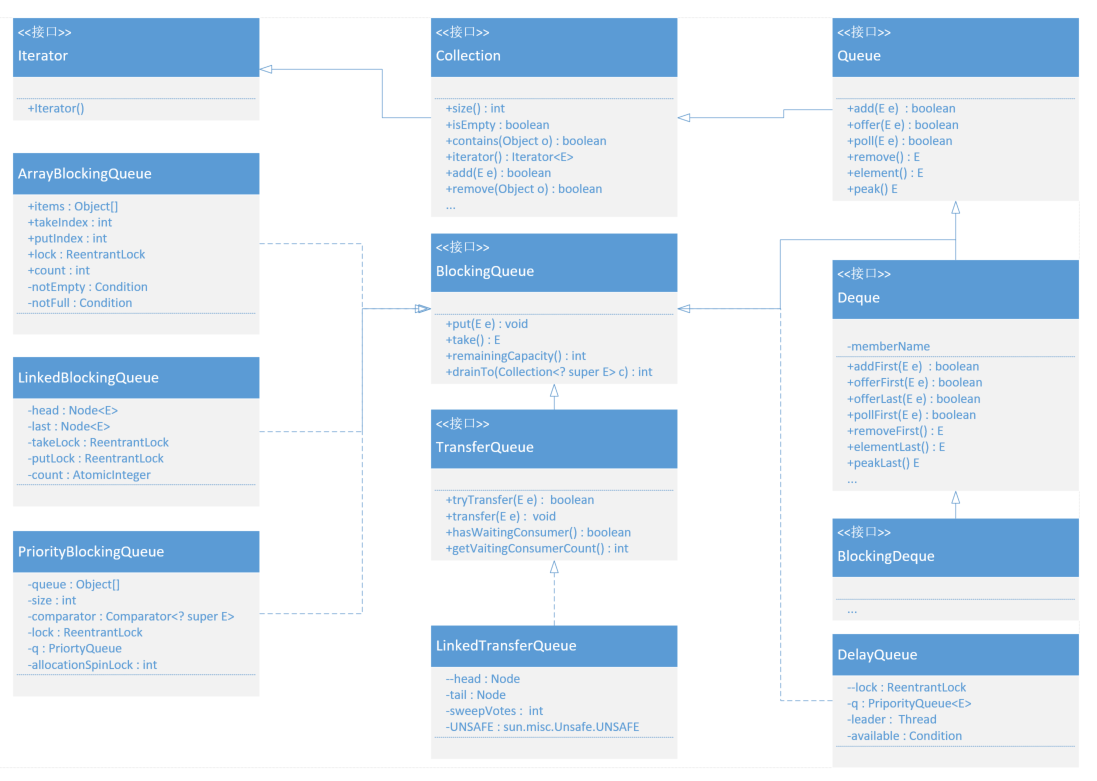 <<接口>>
Iterator
+Iterator()
<<接口>>
Collection
+size() : int
+isEmpty : boolean
+contains(Object o) : boolean
+iterator() : Iterator<E>
+add(E e) : boolean
+remove(Object o) : boolean
...
<<接口>>
Queue
+add(E e) : boolean
+offer(E e) : boolean
+poll(E e) : boolean
+remove() : E
+element() : E
+peak() E
ArrayBlockingQueue
+items : Object[]
+takeIndex : int
+putIndex : int
+lock : ReentrantLock
+count : int
-notEmpty : Condition
-notFull : Condition
<<接口>>
BlockingQueue
+put(E e) : void
+take() : E
+remainingCapacity() : int
+drainTo(Collection<? super E> c) : int
<<接口>>
Deque
-memberName
+addFirst(E e) : boolean
+offerFirst(E e) : boolean
+offerLast(E e) : boolean
+pollFirst(E e) : boolean
+removeFirst() : E
+elementLast() : E
+peakLast() E
...
LinkedBlockingQueue
-head : Node<E>
-last : Node<E>
-takeLock : ReentrantLock
-putLock : ReentrantLock
-count : AtomicInteger
<<接口>>
TransferQueue
+tryTransfer(E e) : boolean
+transfer(E e) : void
+hasWaitingConsumer() : boolean
+getVaitingConsumerCount() : int
<<接口>>
BlockingDeque
...
PriorityBlockingQueue
-queue : Object[]
-size : int
-comparator : Comparator<? super E>
-lock : ReentrantLock
-q : PriortyQueue
-allocationSpinLock : int
LinkedTransferQueue
--head : Node
-tail : Node
-sweepVotes : int
-UNSAFE : sun.misc.Unsafe.UNSAFE
DelayQueue
--lock : ReentrantLock
-q : PriporityQueue<E>
-leader : Thread
-available : Condition